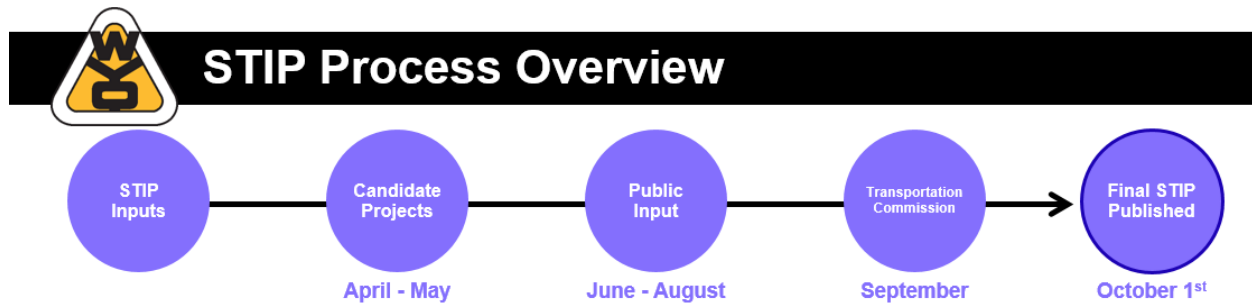 WYO
STIP Process Overview
STIP
Inputs
Candidate
Projects
April - May
Public
Input
June - August
Transportation
Commission
September
Final STIP
Published
October 1st